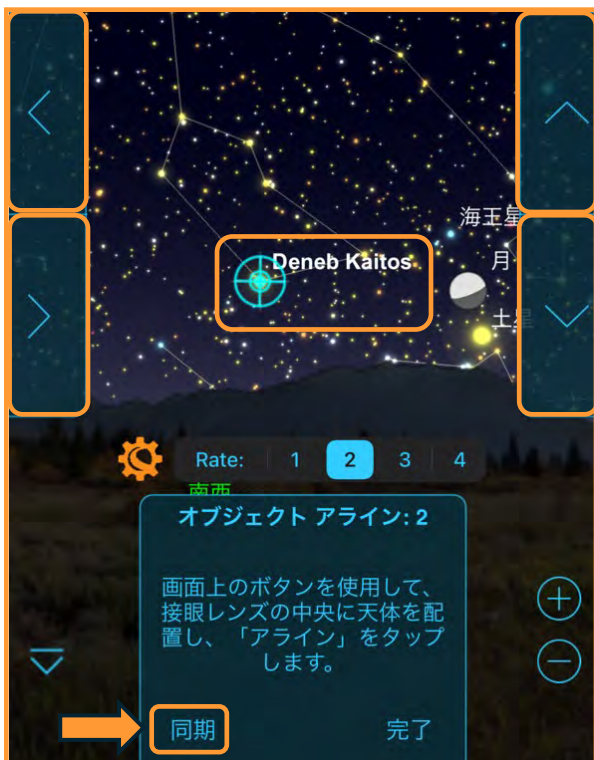 海王星
Deneb Kaitos
月
土星
Rate: 1 2 3 4
南西
オブジェクト アライン: 2
画面上のボタンを使用して、
接眼レンズの中央に天体を配
置し、「アライン」をタップ
します。
同期 完了